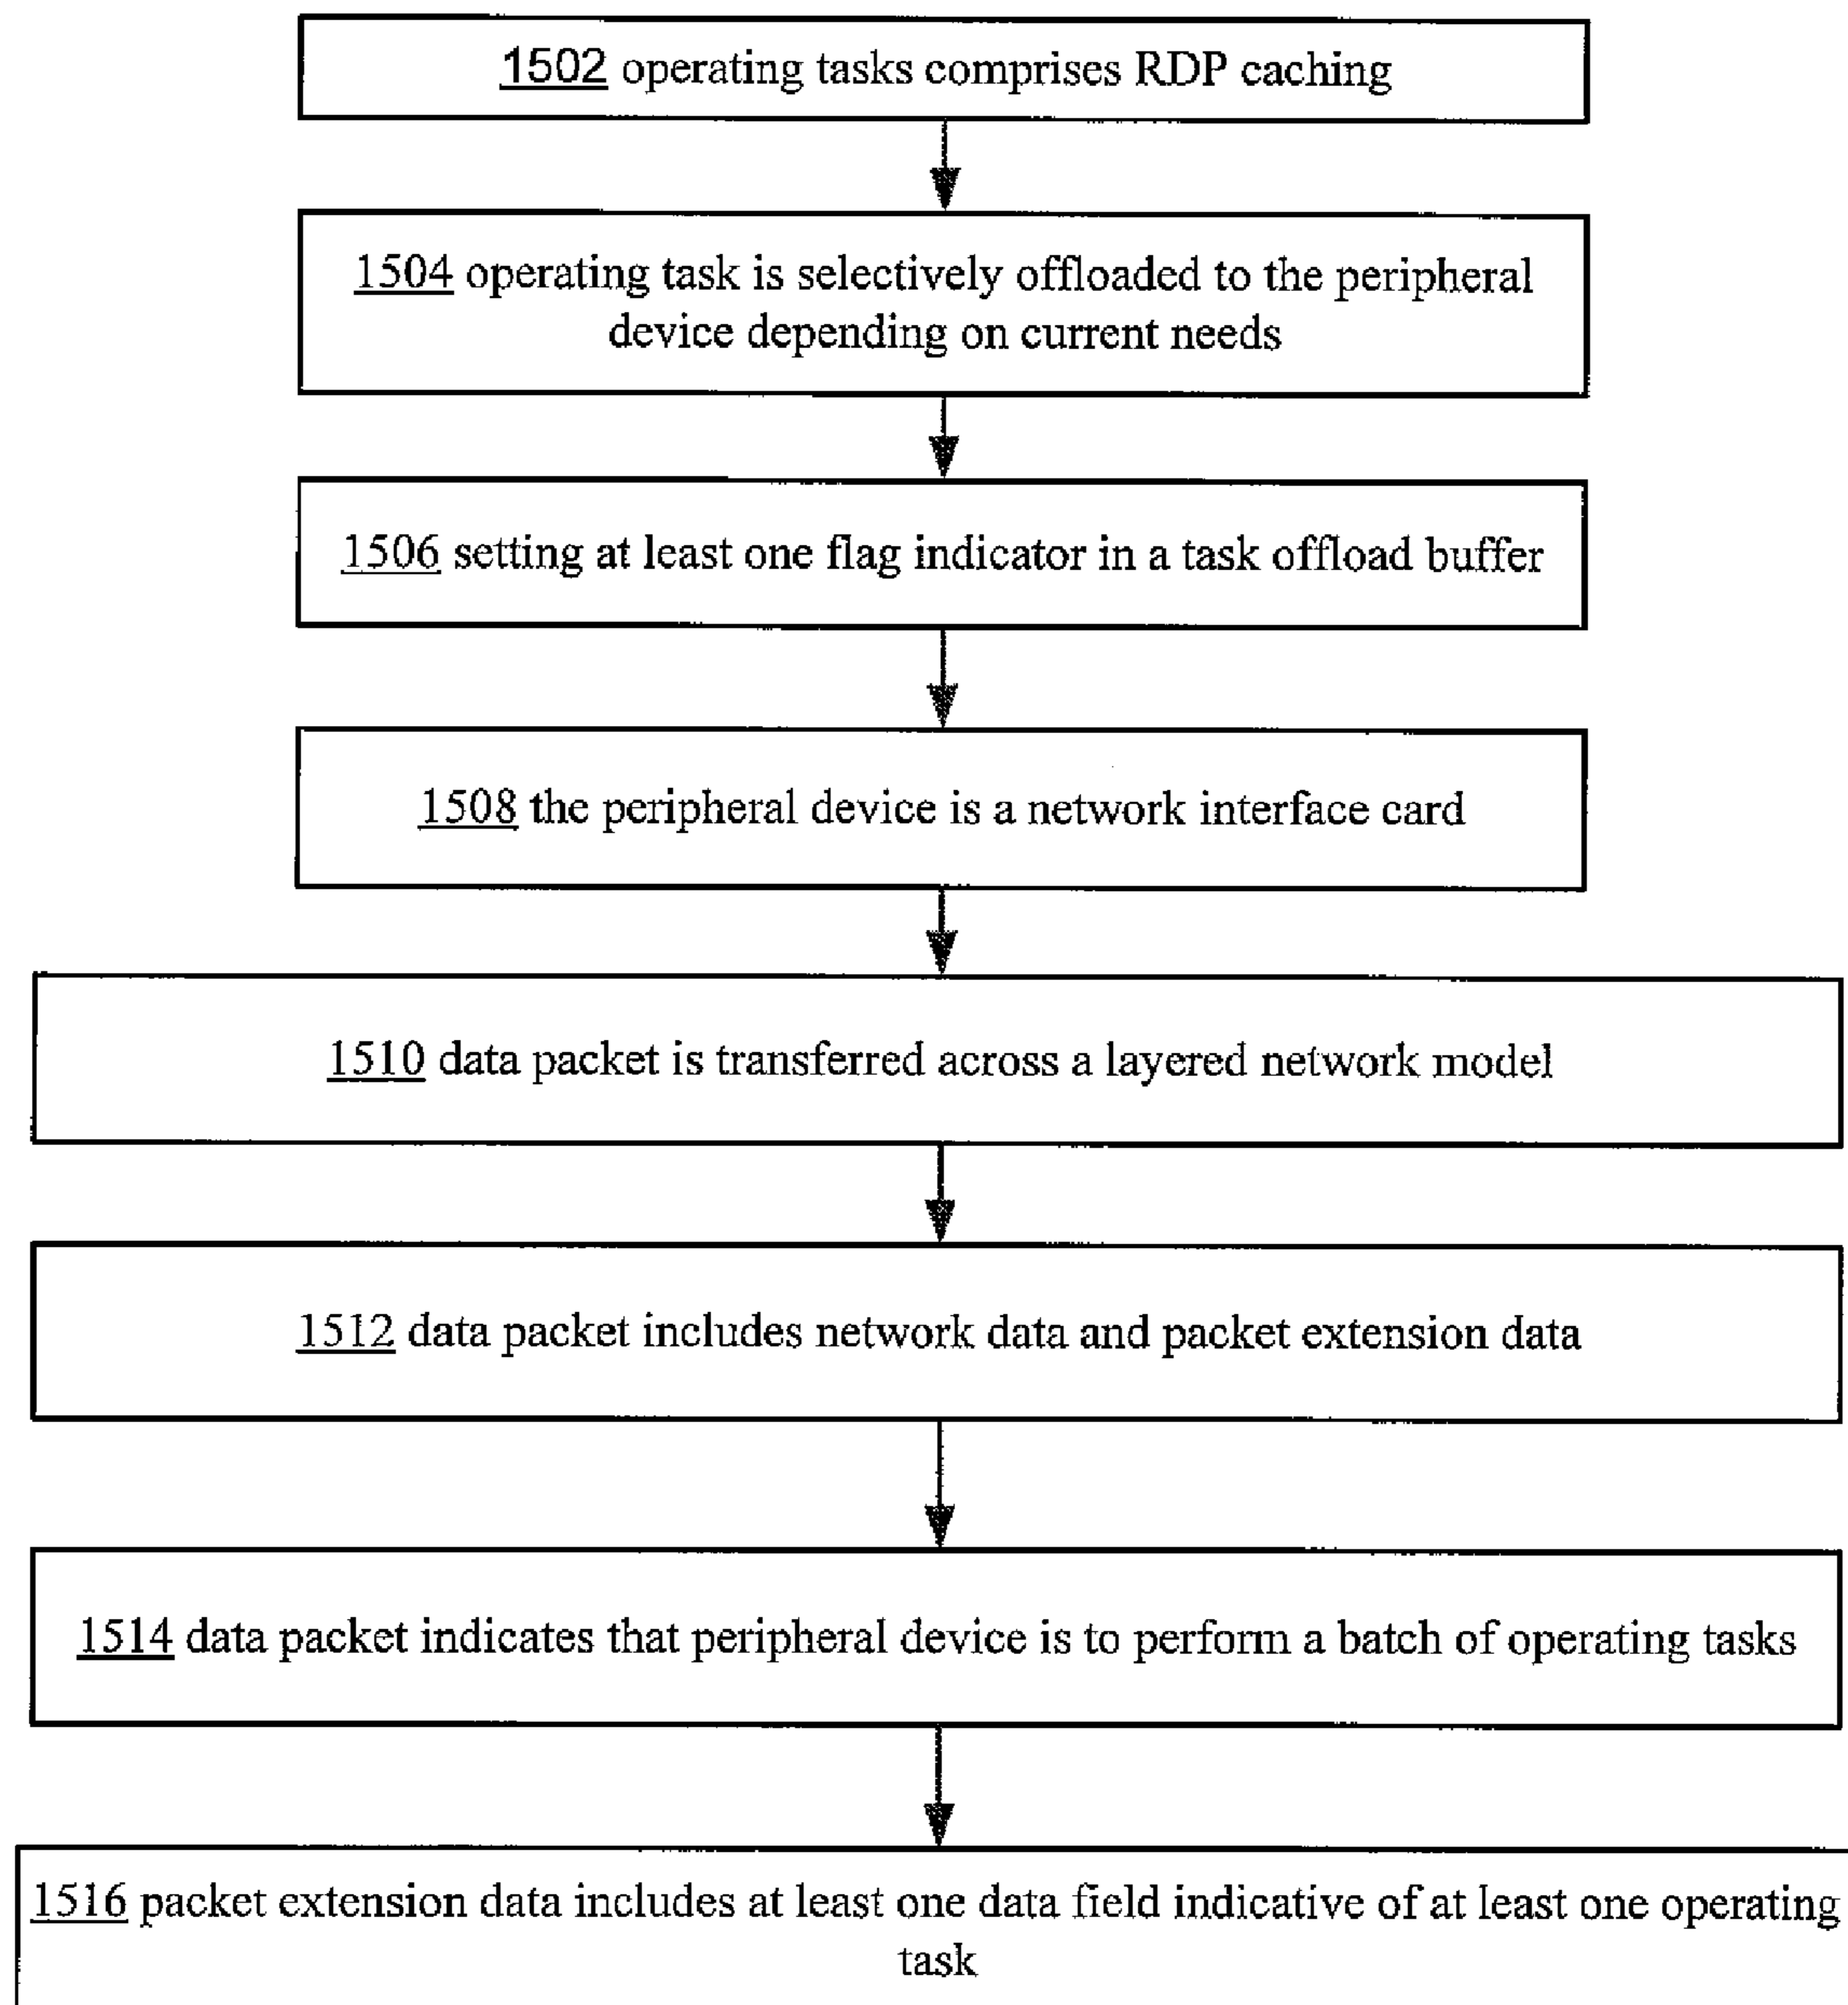 1502 operating tasks comprises RDP caching
1504 operating task is selectively offloaded to the peripheral
device depending on current needs
1506 setting at least one flag indicator in a task offload buffer
1508 the peripheral device is a network interface card
1510 data packet is transferred across a layered network model
1512 data packet includes network data and packet extension data
1514 data packet indicates that peripheral device is to perform a batch of operating tasks
1516 packet extension data includes at least one data field indicative of at least one operating
task